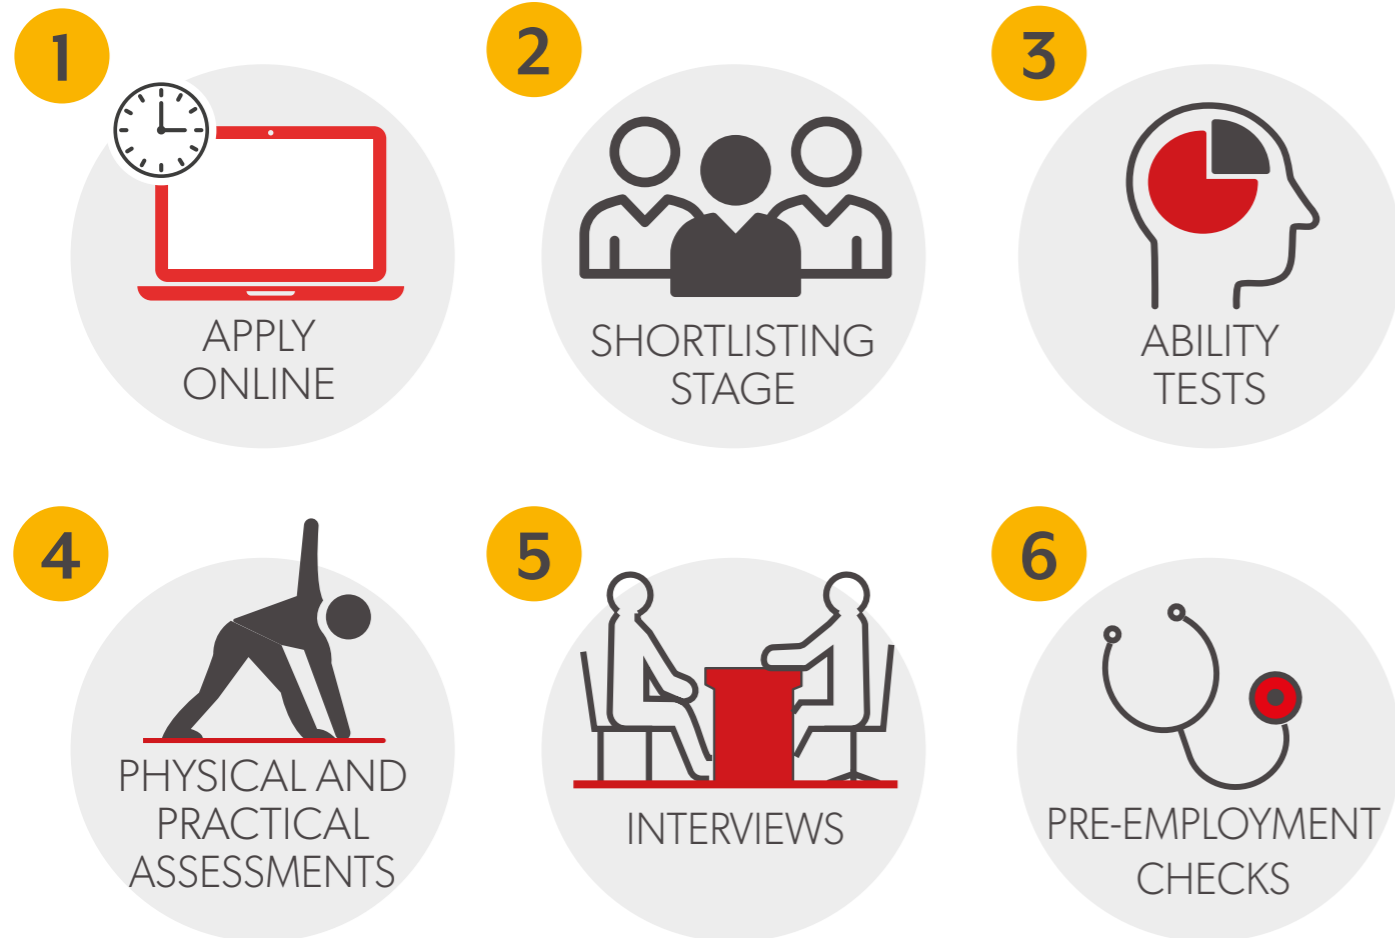 1
APPLY
ONLINE
2
SHORTLISTING
STAGE
3
ABILITY
TESTS
4
PHYSICAL AND
PRACTICAL
ASSESSMENTS
5
INTERVIEWS
6
PRE-EMPLOYMENT
CHECKS